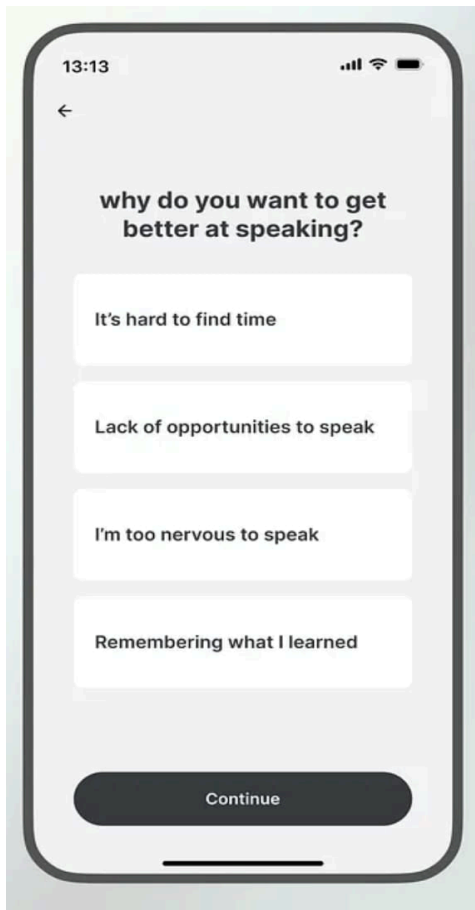 13:13
why do you want to get
better at speaking?
It's hard to find time
Lack of opportunities to speak
I'm too nervous to speak
Remembering what I learned
Continue